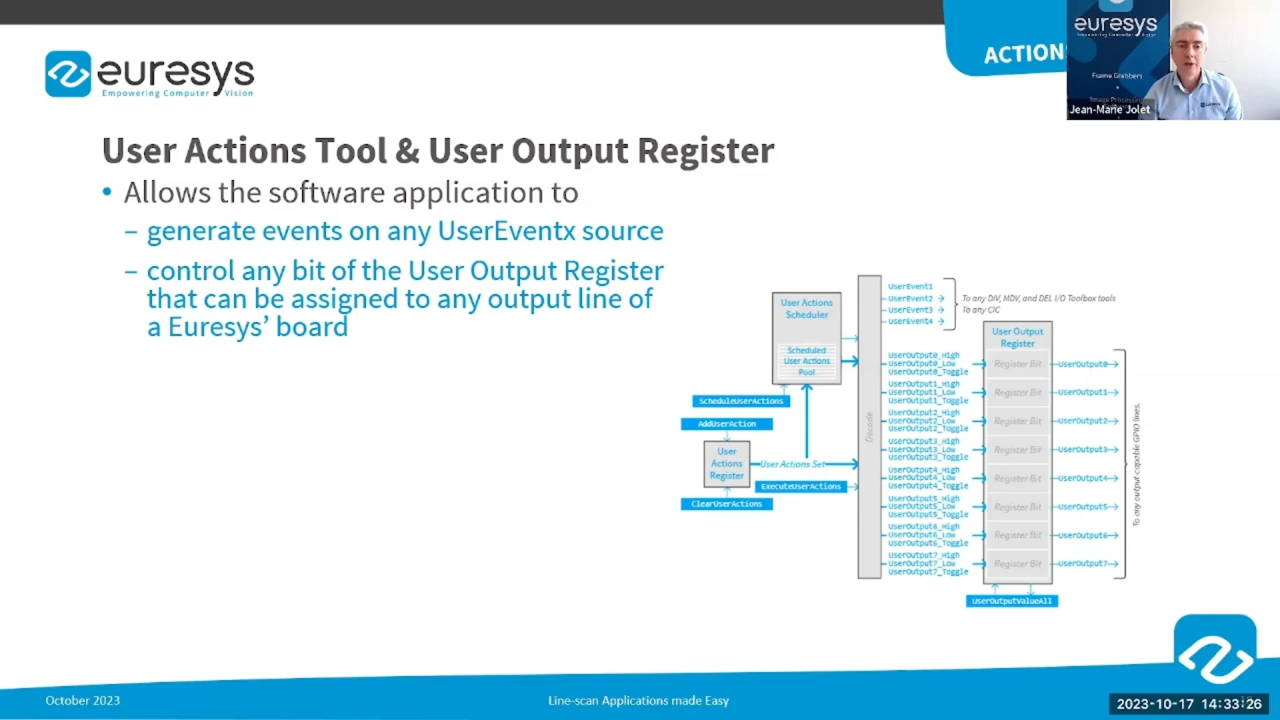 euresys
Empowering Computer Vision
ACTION
euresys
Empowering Computer Vision
Frame Grabbers
Image Processing
Jean-Marie Jolet
User Actions Tool & User Output Register
• Allows the software application to
– generate events on any UserEventx source
– control any bit of the User Output Register
that can be assigned to any output line of
a Euresys’ board
User Actions
Scheduler
Scheduled
User Actions
Pool
ScheduleUserActions
AddUserAction
User
Actions
Register
User Actions Set
ExecuteUserActions
ClearUserActions
Decode
UserEvent1
UserEvent2
UserEvent3
UserEvent4
To any DIV, MDV, and DEL I/O Toolbox tools
To any CIC
UserOutput0_High
UserOutput0_Low
UserOutput0_Toggle
UserOutput1_High
UserOutput1_Low
UserOutput1_Toggle
UserOutput2_High
UserOutput2_Low
UserOutput2_Toggle
UserOutput3_High
UserOutput3_Low
UserOutput3_Toggle
UserOutput4_High
UserOutput4_Low
UserOutput4_Toggle
UserOutput5_High
UserOutput5_Low
UserOutput5_Toggle
UserOutput6_High
UserOutput6_Low
UserOutput6_Toggle
UserOutput7_High
UserOutput7_Low
UserOutput7_Toggle
User Output
Register
Register Bit
Register Bit
Register Bit
Register Bit
Register Bit
Register Bit
Register Bit
Register Bit
UserOutput0
UserOutput1
UserOutput2
UserOutput3
UserOutput4
UserOutput5
UserOutput6
UserOutput7
To any output-capable GPIO lines.
UserOutputValueAll
October 2023
Line-scan Applications made Easy
2023-10-17 14:33:26